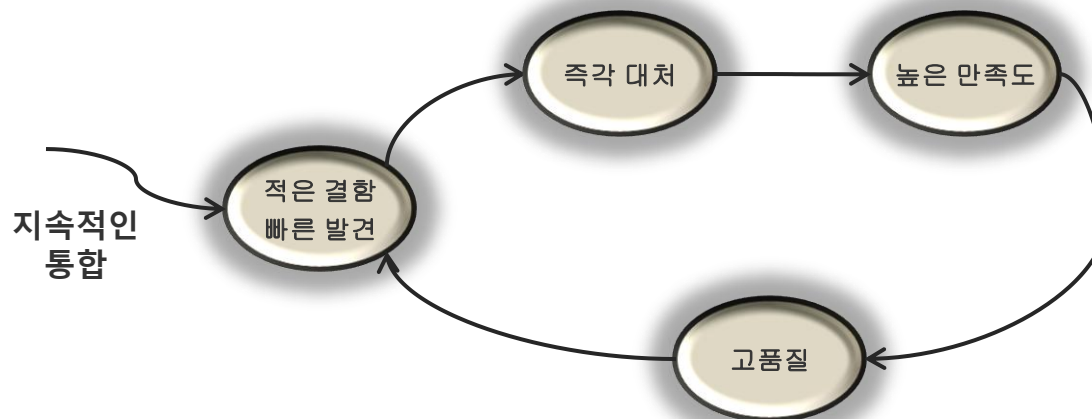 즉각 대처
높은 만족도
적은 결함
빠른 발견
지속적인
통합
고품질